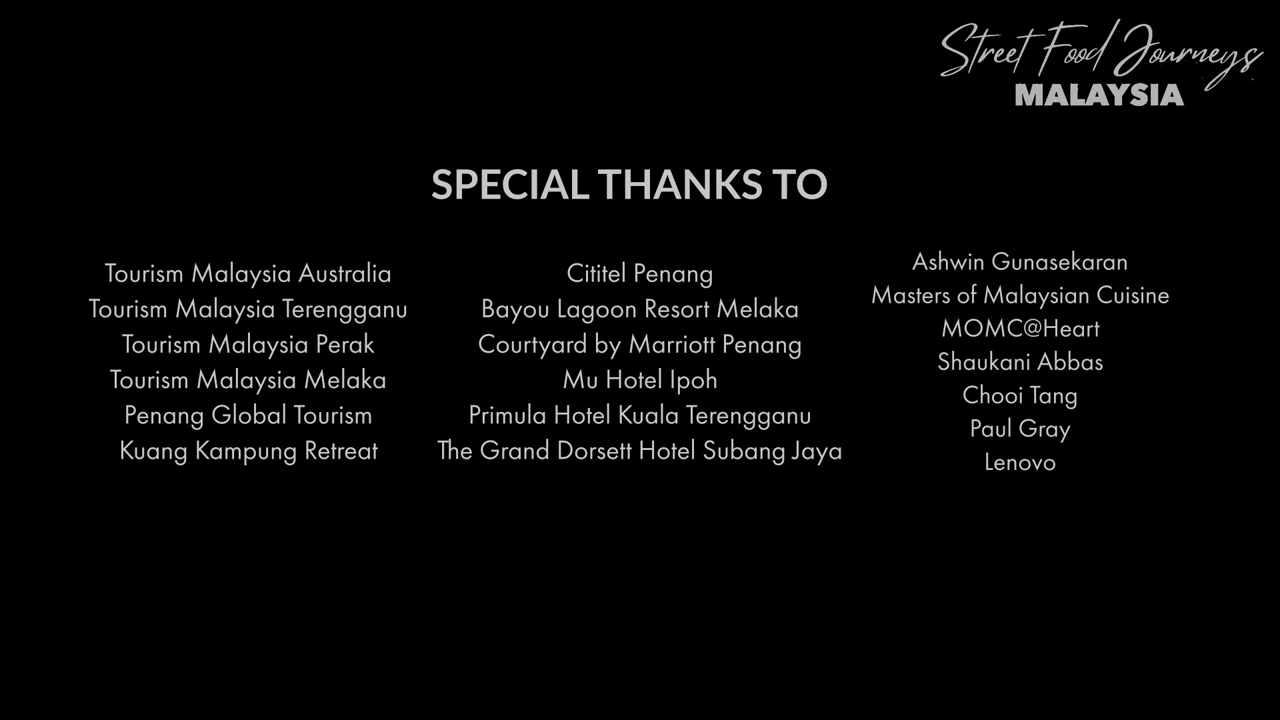 Street Food Journeys
MALAYSIA
SPECIAL THANKS TO
Tourism Malaysia Australia
Tourism Malaysia Terengganu
Tourism Malaysia Perak
Tourism Malaysia Melaka
Penang Global Tourism
Kuang Kampung Retreat
Cititel Penang
Bayou Lagoon Resort Melaka
Courtyard by Marriott Penang
Mu Hotel Ipoh
Primula Hotel Kuala Terengganu
The Grand Dorsett Hotel Subang Jaya
Ashwin Gunasekaran
Masters of Malaysian Cuisine
MOMC@Heart
Shaukani Abbas
Chooi Tang
Paul Gray
Lenovo